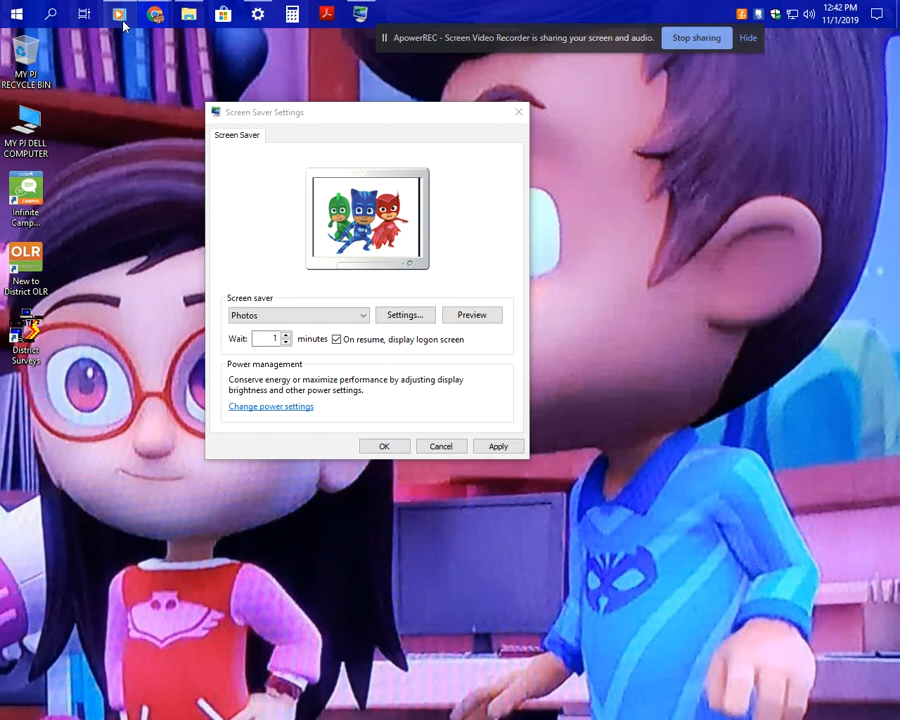 12:42 PM
11/1/2019
ApowerREC - Screen Video Recorder is sharing your screen and audio.
Stop sharing
Hide
MY PJ
RECYCLE BIN
MY PJ DELL
COMPUTER
Infinite
Camp...
OLR
New to
District OLR
District
Surveys
Screen Saver Settings
Screen Saver
Screen saver
Photos
Settings...
Preview
Wait: 1 minutes On resume, display logon screen
Power management
Conserve energy or maximize performance by adjusting display
brightness and other power settings.
Change power settings
OK
Cancel
Apply